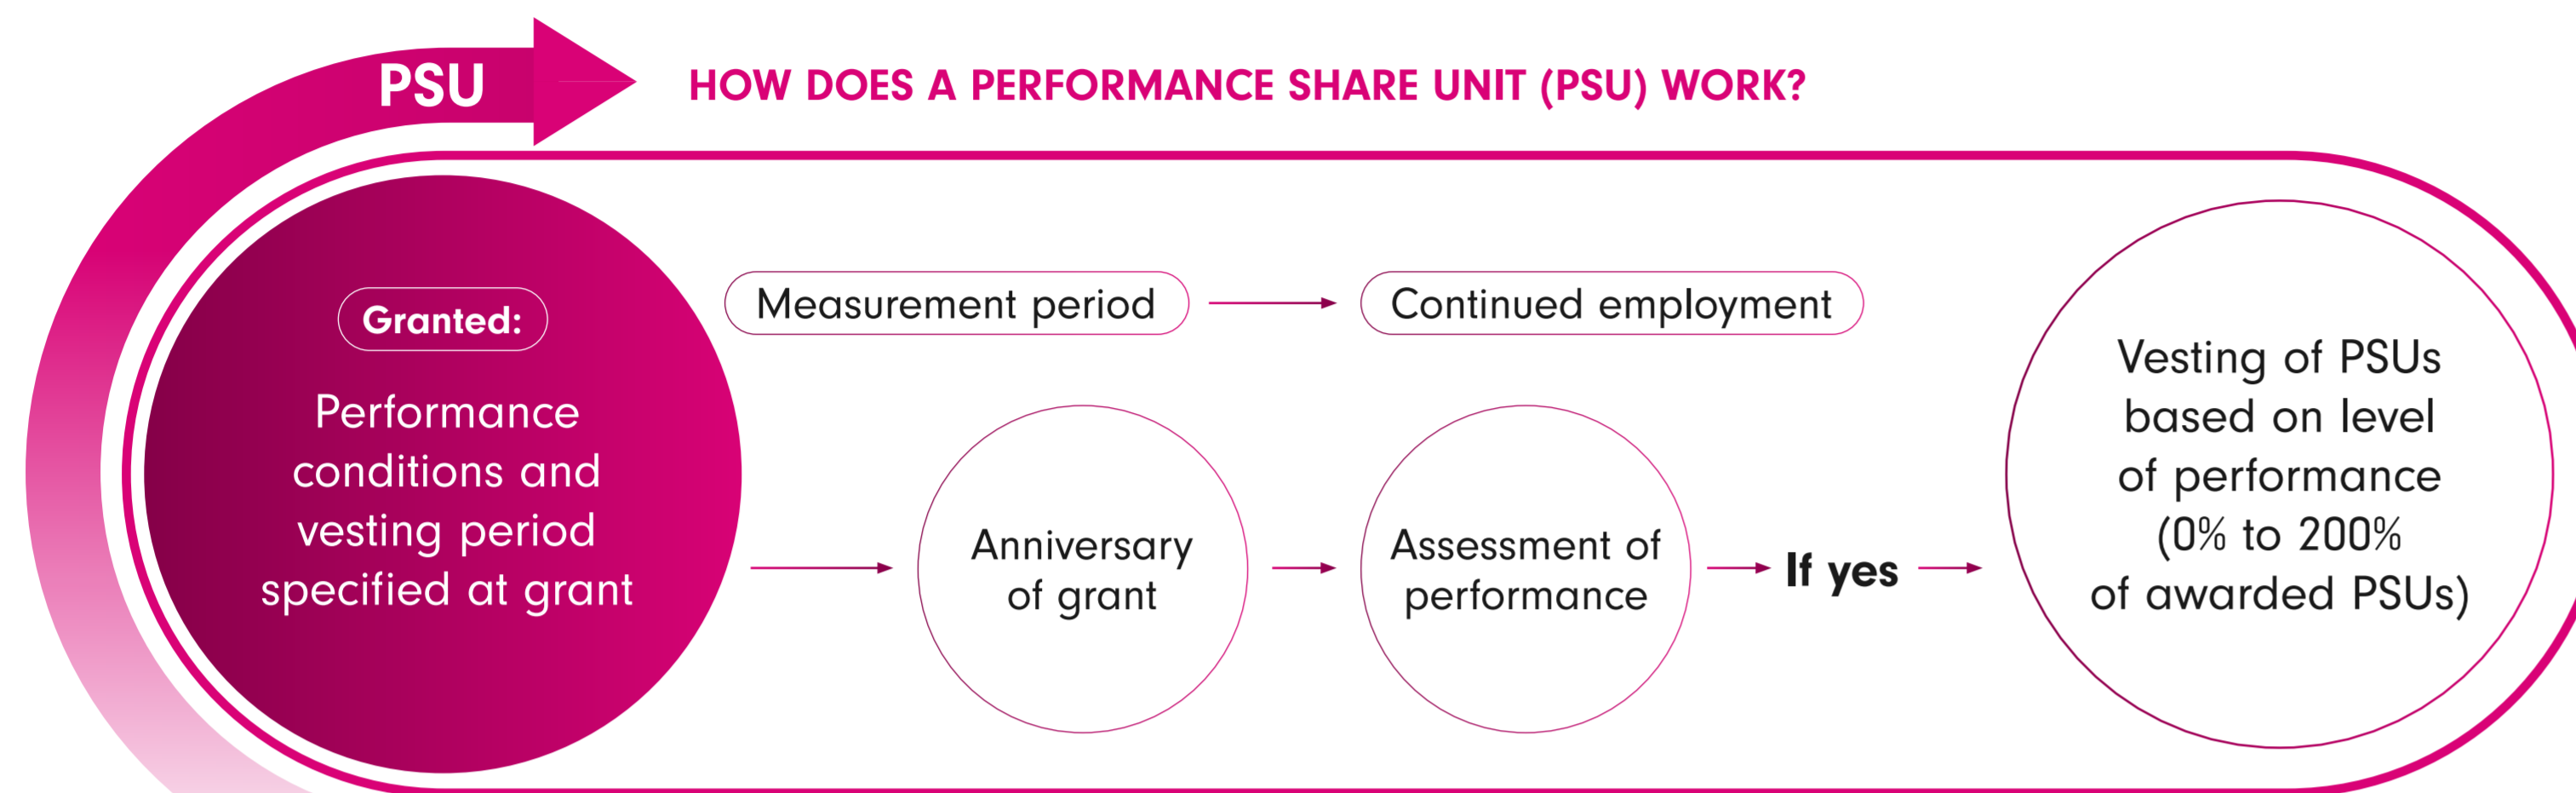 PSU
HOW DOES A PERFORMANCE SHARE UNIT (PSU) WORK?
Granted:
Performance
conditions and
vesting period
specified at grant
Measurement period
Continued employment
Anniversary
of grant
Assessment of
performance
If yes
Vesting of PSUs
based on level
of performance
(0% to 200%
of awarded PSUs)